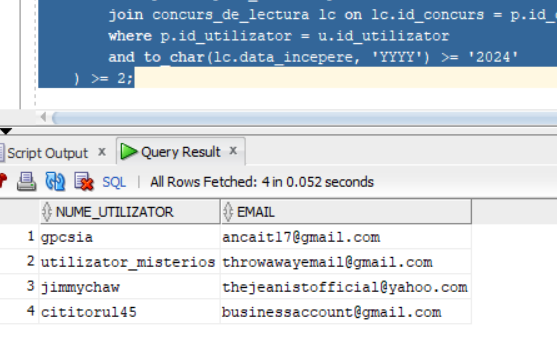 join concurs_de_lectura lc on lc.id_concurs = p.id_
where p.id_utilizator = u.id_utilizator
and to_char(lc.data_incepere, 'YYYY') >= '2024'
) >= 2;
Script Output x Query Result x
SQL | All Rows Fetched: 4 in 0.052 seconds
NUME_UTILIZATOR EMAIL
1 gpcsia ancait17@gmail.com
2 utilizator_misterios throwawayemail@gmail.com
3 jimmychaw thejeanistofficial@yahoo.com
4 cititorul45 businessaccount@gmail.com